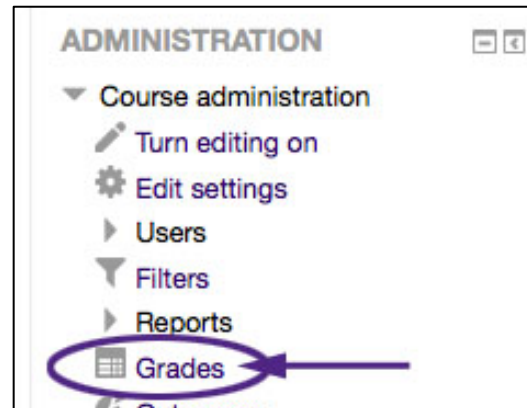 ADMINISTRATION
Course administration
Turn editing on
Edit settings
Users
Filters
Reports
Grades